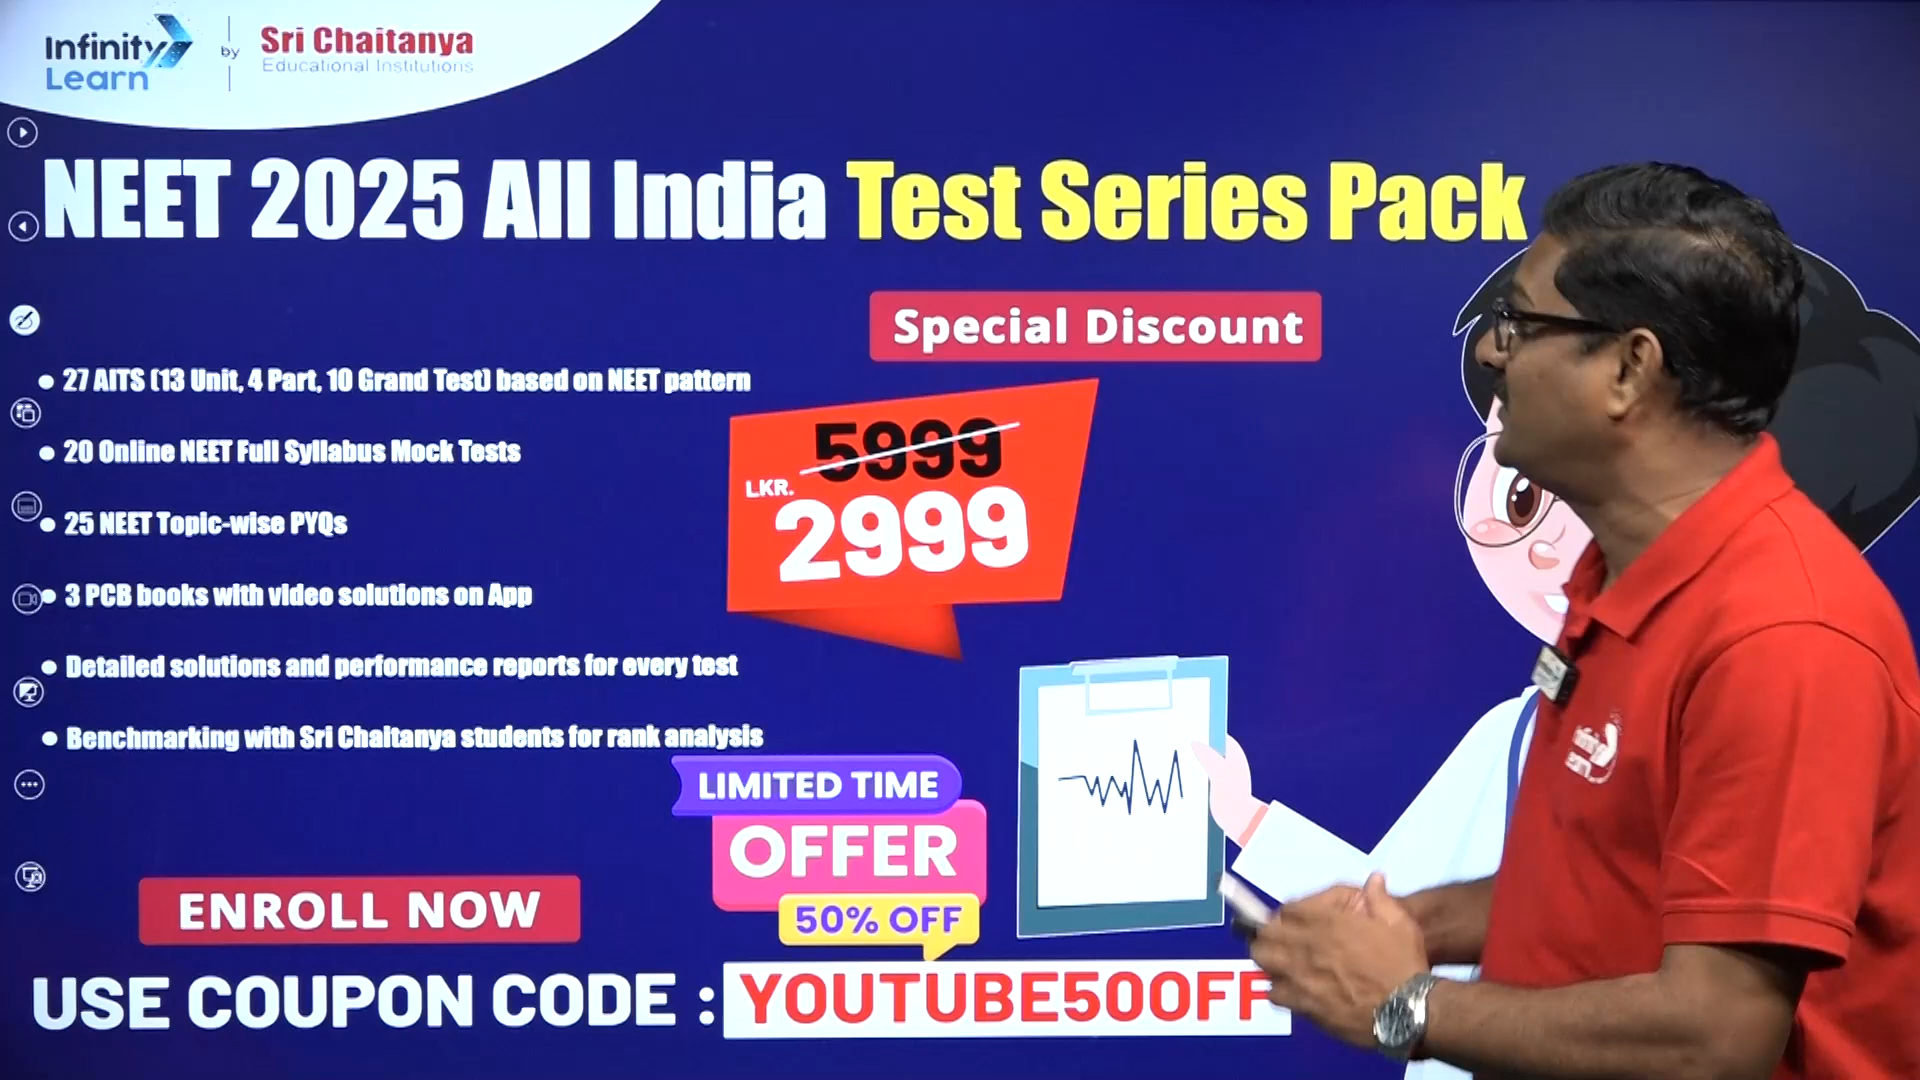 Infinity Learn
by
Sri Chaitanya
Educational Institutions
NEET 2025 All India Test Series Pack
Special Discount
27 AITS (13 Unit, 4 Part, 10 Grand Test) based on NEET pattern
20 Online NEET Full Syllabus Mock Tests
25 NEET Topic-wise PYQs
3 PCB books with video solutions on App
Detailed solutions and performance reports for every test
Benchmarking with Sri Chaitanya students for rank analysis
5999
LKR.
2999
LIMITED TIME
OFFER
50% OFF
ENROLL NOW
USE COUPON CODE : YOUTUBE50OFF